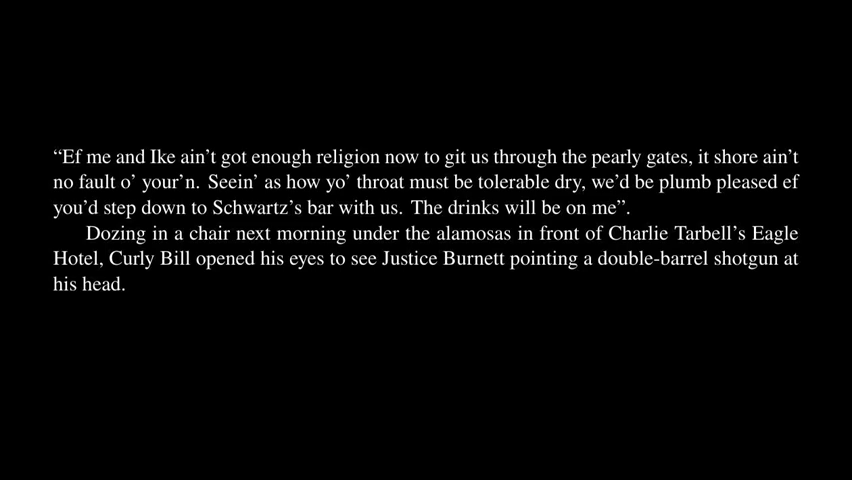 “Ef me and Ike ain’t got enough religion now to git us through the pearly gates, it shore ain’t
no fault o’ your’n. Seein’ as how yo’ throat must be tolerable dry, we’d be plumb pleased ef
you’d step down to Schwartz’s bar with us. The drinks will be on me”.
Dozing in a chair next morning under the alamosas in front of Charlie Tarbell’s Eagle
Hotel, Curly Bill opened his eyes to see Justice Burnett pointing a double-barrel shotgun at
his head.